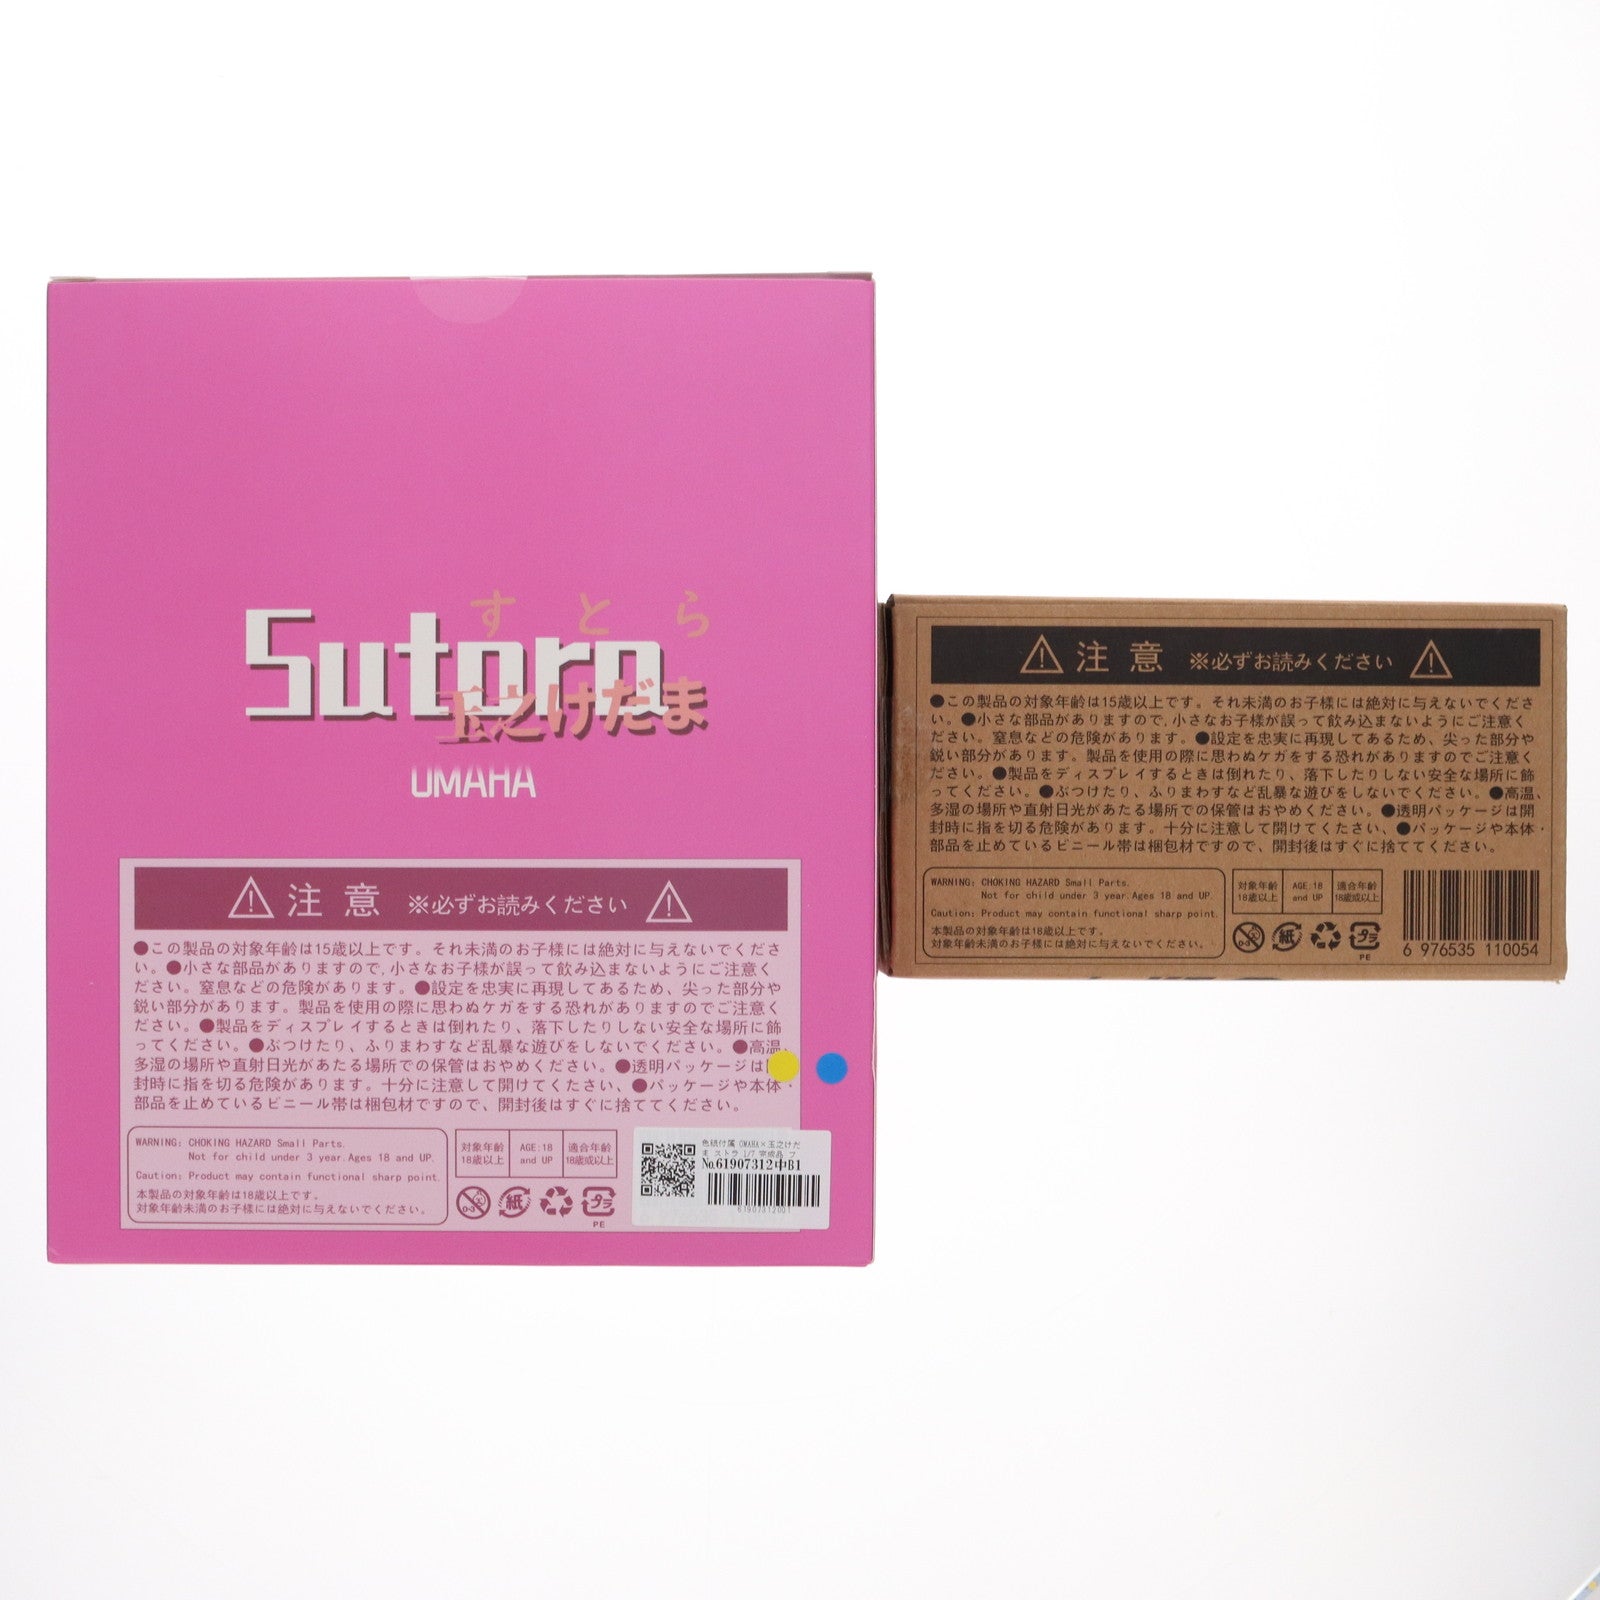 すとら
Sutora
玉之けだま
OMAHA
⚠ 注意 ※必ずお読みください ⚠
●この製品の対象年齢は15歳以上です。それ未満のお子様には絶対に与えないでくださ
い。●小さな部品がありますので,小さなお子様が誤って飲み込まないようにご注意く
ださい。窒息などの危険があります。●設定を忠実に再現してあるため、尖った部分や
鋭い部分があります。製品を使用の際に思わぬケガをする恐れがありますのでご注意く
ださい。●製品をディスプレイするときは倒れたり、落下したりしない安全な場所に飾
ってください。●ぶつけたり、ふりまわすなど乱暴な遊びをしないでください。●高温、
多湿の場所や直射日光があたる場所での保管はおやめください。●透明パッケージは
封時に指を切る危険があります。十分に注意して開けてくたさい、●パッケージや本体・
部品を止めているビニール帯は梱包材ですので、開封後はすぐに捨ててください。
WARNING: CHOKING HAZARD Small Parts.
Not for child under 3 year.Ages 18 and UP.
Caution: Product may contain functional sharp point.
本製品の対象年齢は18歳以上です。
対象年齢未満のお子様には絶対に与えないでください。
対象年齢
18歳以上
AGE:18
and UP
適合年齢
18歳或以上
0-3
紙
プラ
PE
色紙付属 OMAHA×玉之けだ
ま ストラ 1/7 完成品 フ
No.61907312中B1
6190731200
⚠ 注意 ※必ずお読みください ⚠
●この製品の対象年齢は15歳以上です。それ未満のお子様には絶対に与えないでくださ
い。●小さな部品がありますので,小さなお子様が誤って飲み込まないようにご注意く
ださい。窒息などの危険があります。●設定を忠実に再現してあるため、尖った部分や
鋭い部分があります。製品を使用の際に思わぬケガをする恐れがありますのでご注意く
ださい。●製品をディスプレイするときは倒れたり、落下したりしない安全な場所に飾
ってください。●ぶつけたり、ふりまわすなど乱暴な遊びをしないでください。●高温、
多湿の場所や直射日光があたる場所での保管はおやめください。●透明パッケージは開
封時に指を切る危険があります。十分に注意して開けてくたさい、●パッケージや本体・
部品を止めているビニール帯は梱包材ですので、開封後はすぐに捨ててください。
WARNING: CHOKING HAZARD Small Parts.
Not for child under 3 year.Ages 18 and UP.
Caution: Product may contain functional sharp point.
本製品の対象年齢は18歳以上です。
対象年齢未満のお子様には絶対に与えないでください。
対象年齢
18歳以上
AGE:18
and UP
適合年齢
18歳或以上
0-3
紙
プラ
PE
6 976535 110054